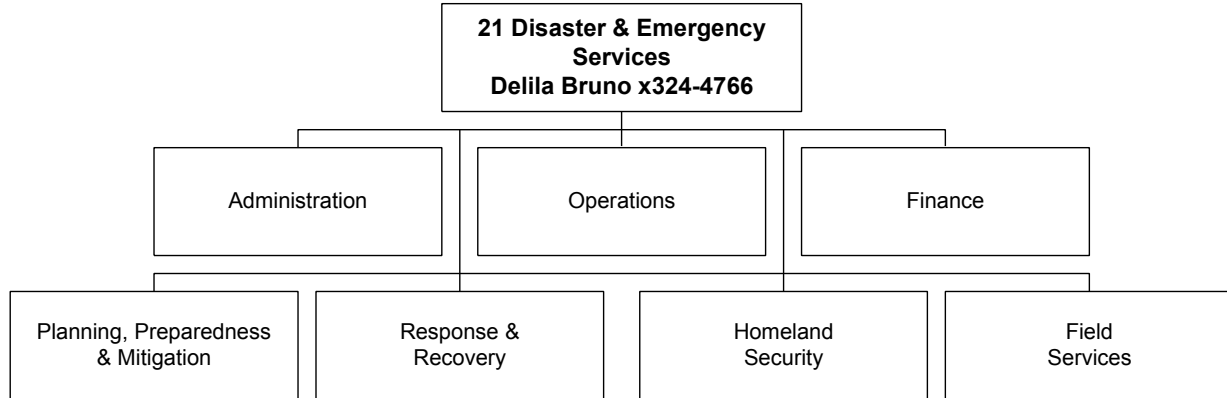 21 Disaster & Emergency
Services
Delila Bruno x324-4766
Administration
Operations
Finance
Planning, Preparedness
& Mitigation
Response &
Recovery
Homeland
Security
Field
Services